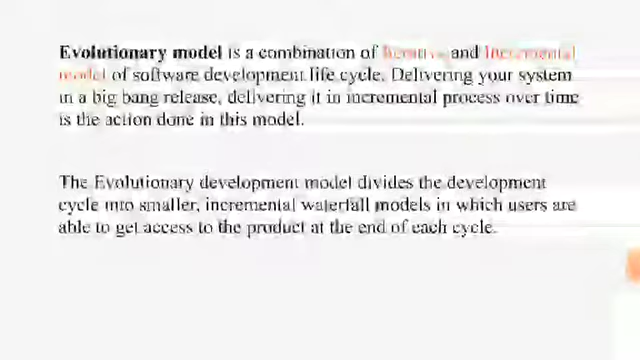 Evolutionary model is a combination of Iterative and Incremental
model of software development life cycle. Delivering your system
in a big bang release, delivering it in incremental process over time
is the action done in this model.
The Evolutionary development model divides the development
cycle into smaller, incremental waterfall models in which users are
able to get access to the product at the end of each cycle.